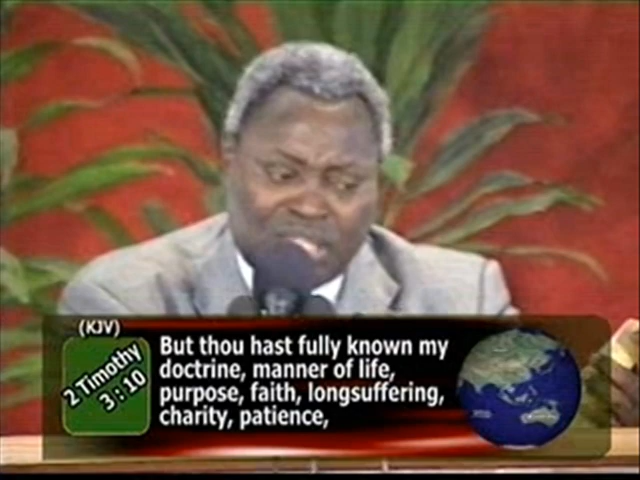 (KJV)
2 Timothy
3 : 10
But thou hast fully known my
doctrine, manner of life,
purpose, faith, longsuffering,
charity, patience,